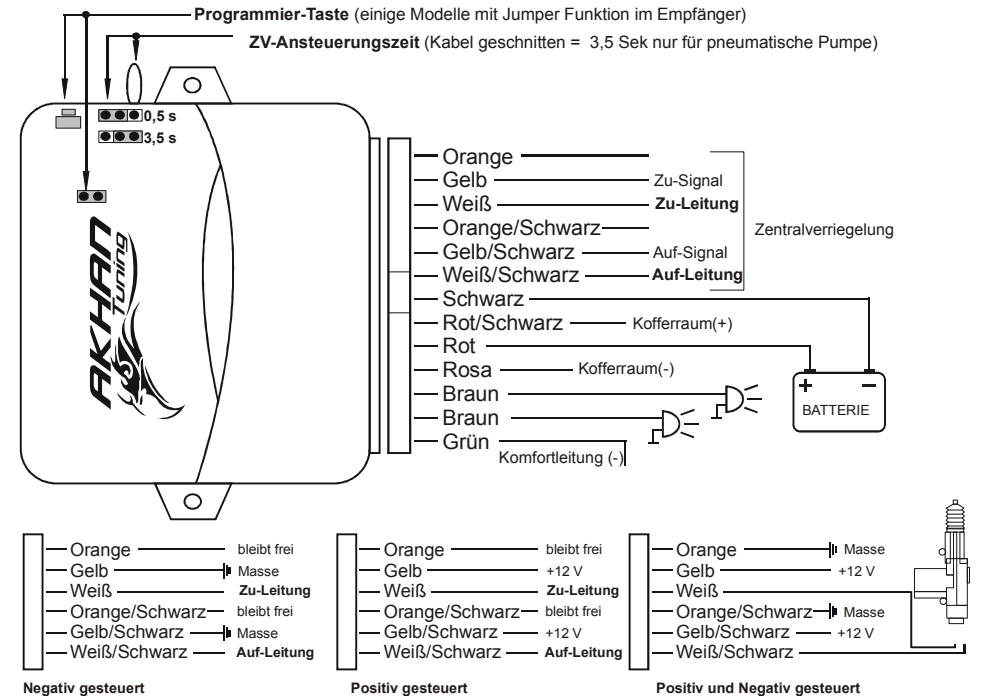 Programmier-Taste (einige Modelle mit Jumper Funktion im Empfänger)
ZV-Ansteuerungszeit (Kabel geschnitten = 3,5 Sek nur für pneumatische Pumpe)
0,5 s
3,5 s
AKHAN
Tuning
Orange
Gelb Zu-Signal
Weiß Zu-Leitung
Orange/Schwarz
Zentralverriegelung
Gelb/Schwarz Auf-Signal
Weiß/Schwarz Auf-Leitung
Schwarz
Rot/Schwarz Kofferraum(+)
Rot
Rosa Kofferraum(-)
Braun
Braun
Grün
Komfortleitung (-)
+ −
BATTERIE
Orange bleibt frei
Gelb Masse
Weiß Zu-Leitung
Orange/Schwarz bleibt frei
Gelb/Schwarz Masse
Weiß/Schwarz Auf-Leitung
Negativ gesteuert
Orange bleibt frei
Gelb +12 V
Weiß Zu-Leitung
Orange/Schwarz bleibt frei
Gelb/Schwarz +12 V
Weiß/Schwarz Auf-Leitung
Positiv gesteuert
Orange Masse
Gelb +12 V
Weiß
Orange/Schwarz Masse
Gelb/Schwarz +12 V
Weiß/Schwarz
Positiv und Negativ gesteuert